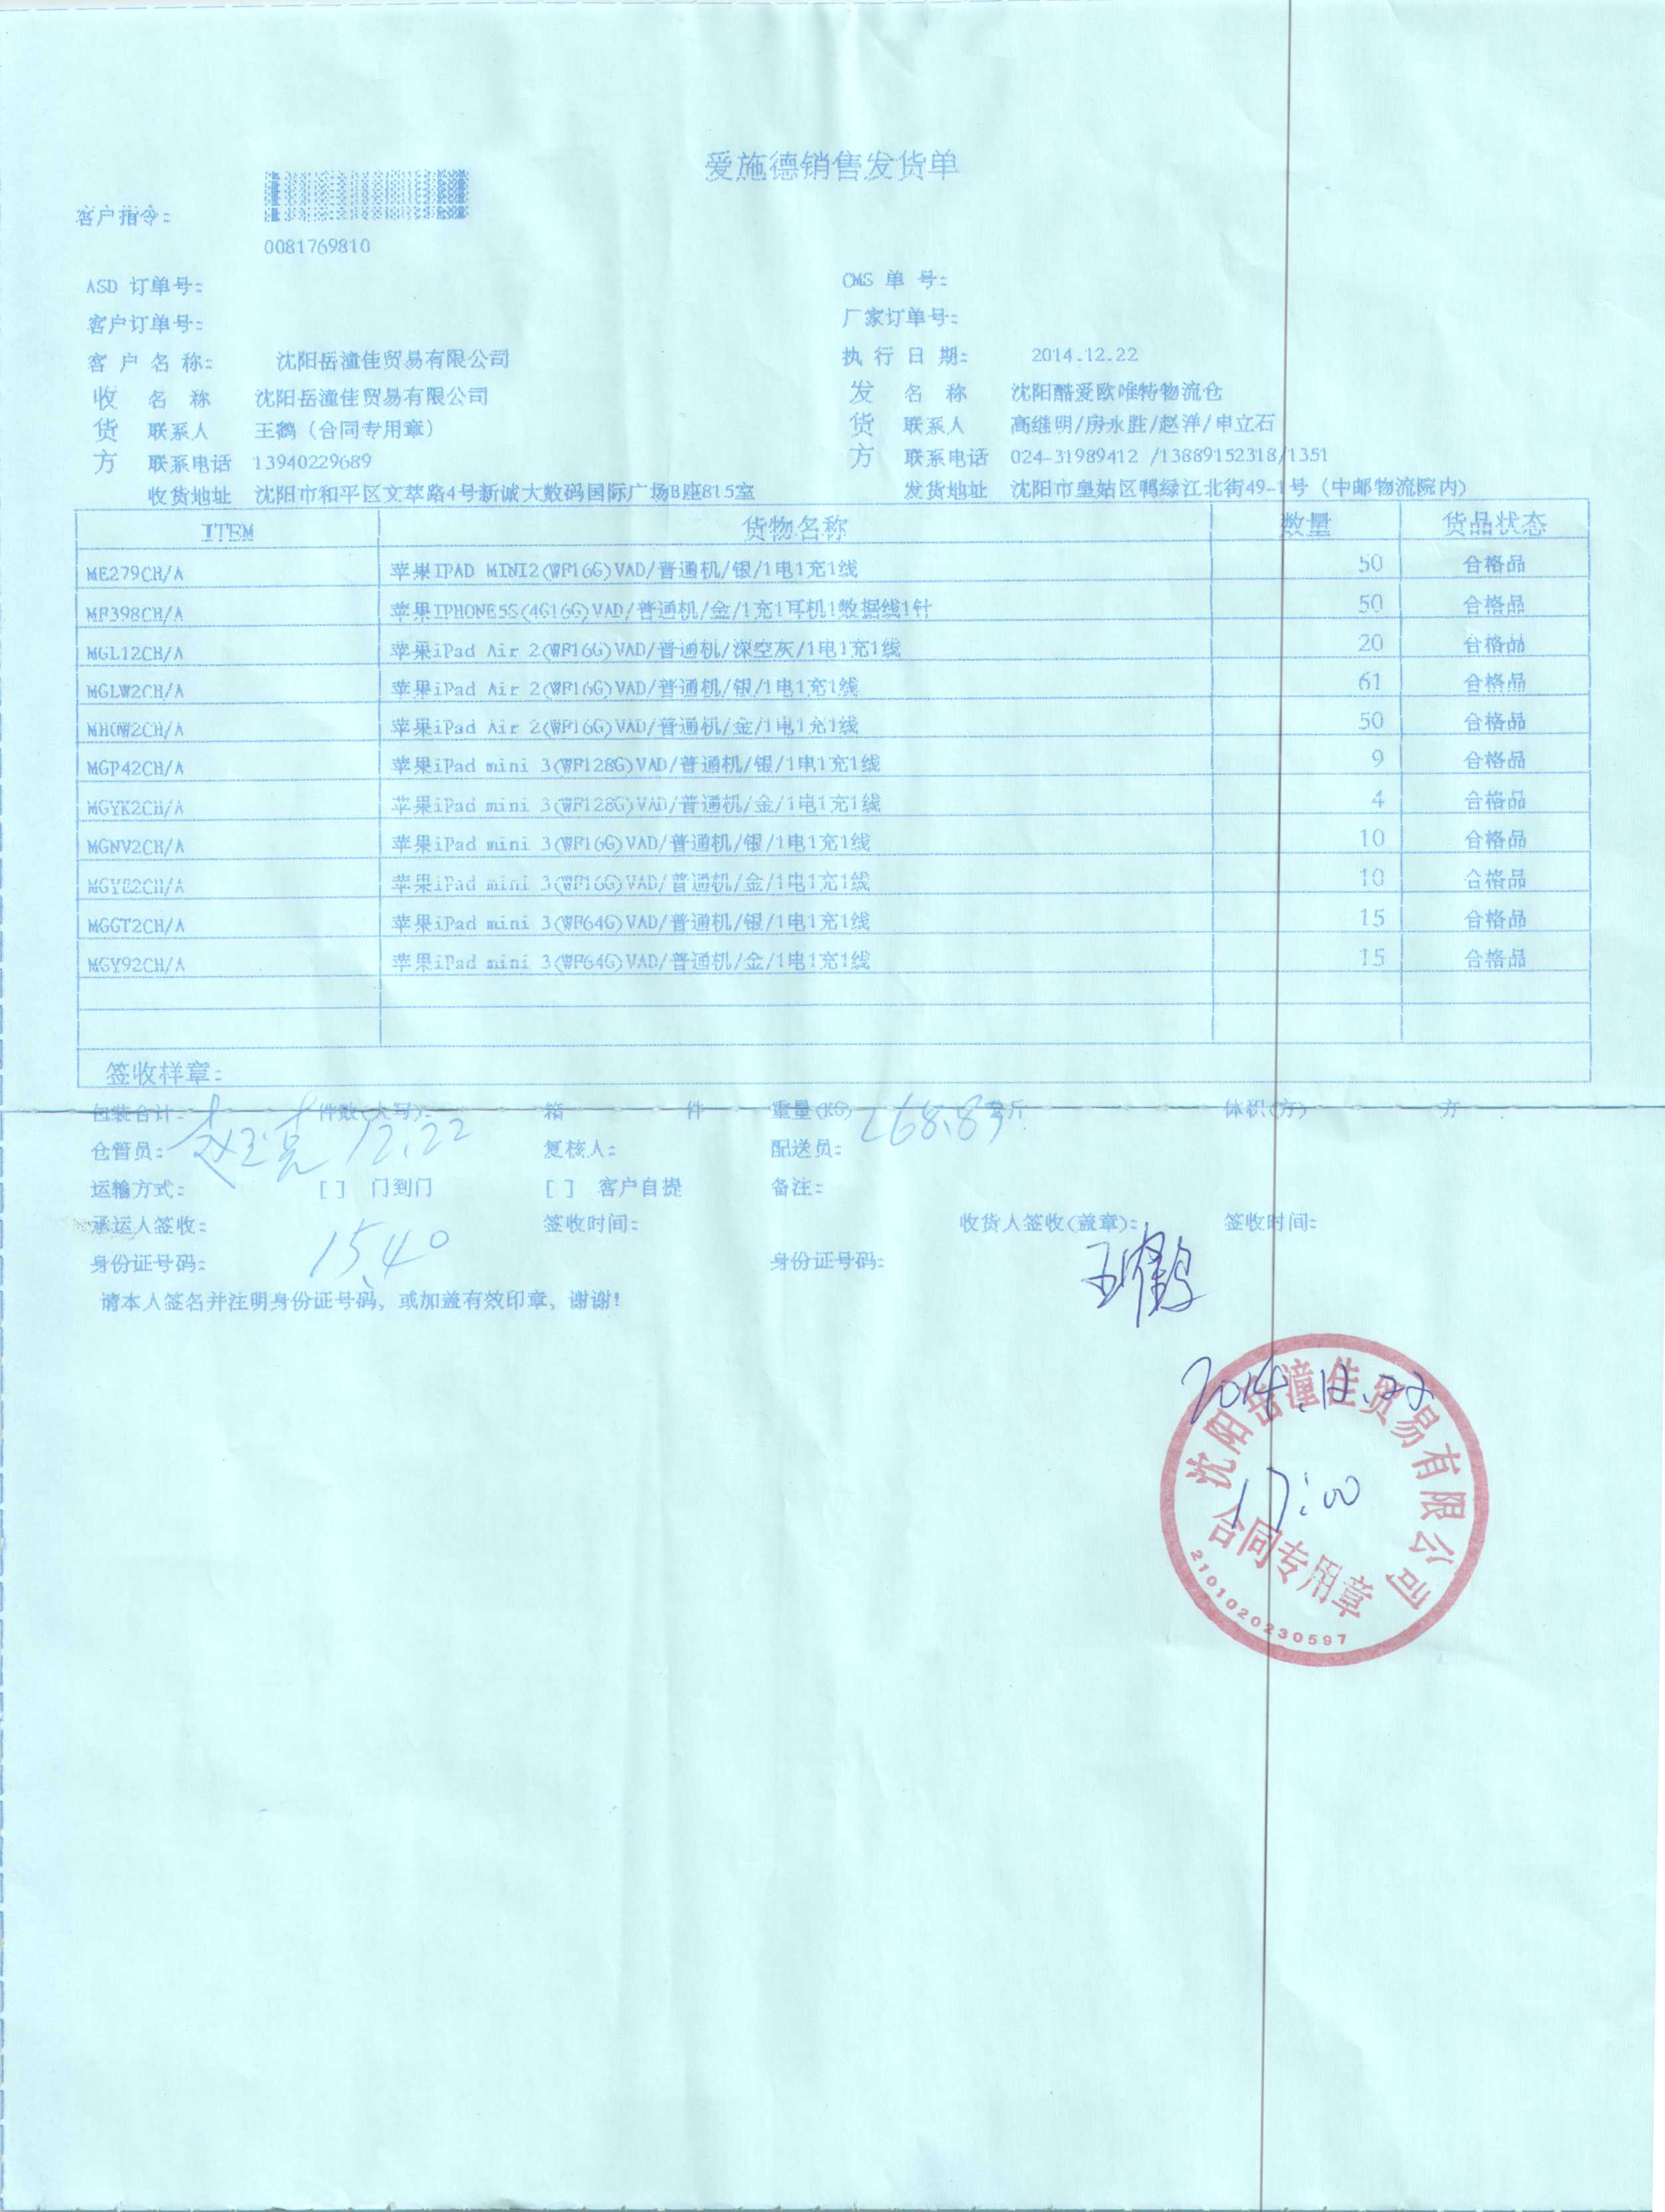 爱施德销售发货单
客户指令:
0081769810
ASD 订单号: OMS 单 号:
客户订单号: 厂家订单号:
客 户 名 称: 沈阳岳潼佳贸易有限公司 执 行 日 期: 2014.12.22
收 名 称 沈阳岳潼佳贸易有限公司 发 名 称 沈阳酷爱欧唯特物流仓
货 联系人 王鹤（合同专用章） 货 联系人 高继明/房永胜/赵洋/申立石
方 联系电话 13940229689 方 联系电话 024-31989412 /13889152318/1351
收货地址 沈阳市和平区文萃路4号新诚大数码国际广场B座815室 发货地址 沈阳市皇姑区鸭绿江北街49-1号（中邮物流院内）
ITEM 货物名称 数量 货品状态
ME279CH/A 苹果IPAD MINI2(WF16G)VAD/普通机/银/1电1充1线 50 合格品
MF398CH/A 苹果IPHONE5S(4G16G)VAD/普通机/金/1充1耳机1数据线1针 50 合格品
MGL12CH/A 苹果iPad Air 2(WF16G)VAD/普通机/深空灰/1电1充1线 20 合格品
MGLW2CH/A 苹果iPad Air 2(WF16G)VAD/普通机/银/1电1充1线 61 合格品
MH0W2CH/A 苹果iPad Air 2(WF16G)VAD/普通机/金/1电1充1线 50 合格品
MGP42CH/A 苹果iPad mini 3(WF128G)VAD/普通机/银/1电1充1线 9 合格品
MGYK2CH/A 苹果iPad mini 3(WF128G)VAD/普通机/金/1电1充1线 4 合格品
MGNV2CH/A 苹果iPad mini 3(WF16G)VAD/普通机/银/1电1充1线 10 合格品
MGYE2CH/A 苹果iPad mini 3(WF16G)VAD/普通机/金/1电1充1线 10 合格品
MGGT2CH/A 苹果iPad mini 3(WF64G)VAD/普通机/银/1电1充1线 15 合格品
MGY92CH/A 苹果iPad mini 3(WF64G)VAD/普通机/金/1电1充1线 15 合格品
签收样章:
包装合计: 件数(大写): 箱 件 重量(KG) 268.83 公斤 体积(方) 方
仓管员: 12.22 复核人: 配送员:
运输方式: [ ] 门到门 [ ] 客户自提 备注:
承运人签收: 签收时间: 收货人签收(盖章): 签收时间:
15.40 王鹤
身份证号码: 身份证号码:
请本人签名并注明身份证号码，或加盖有效印章，谢谢！
2014.12.22
17:00
沈阳岳潼佳贸易有限公司
合同专用章
2101020230597